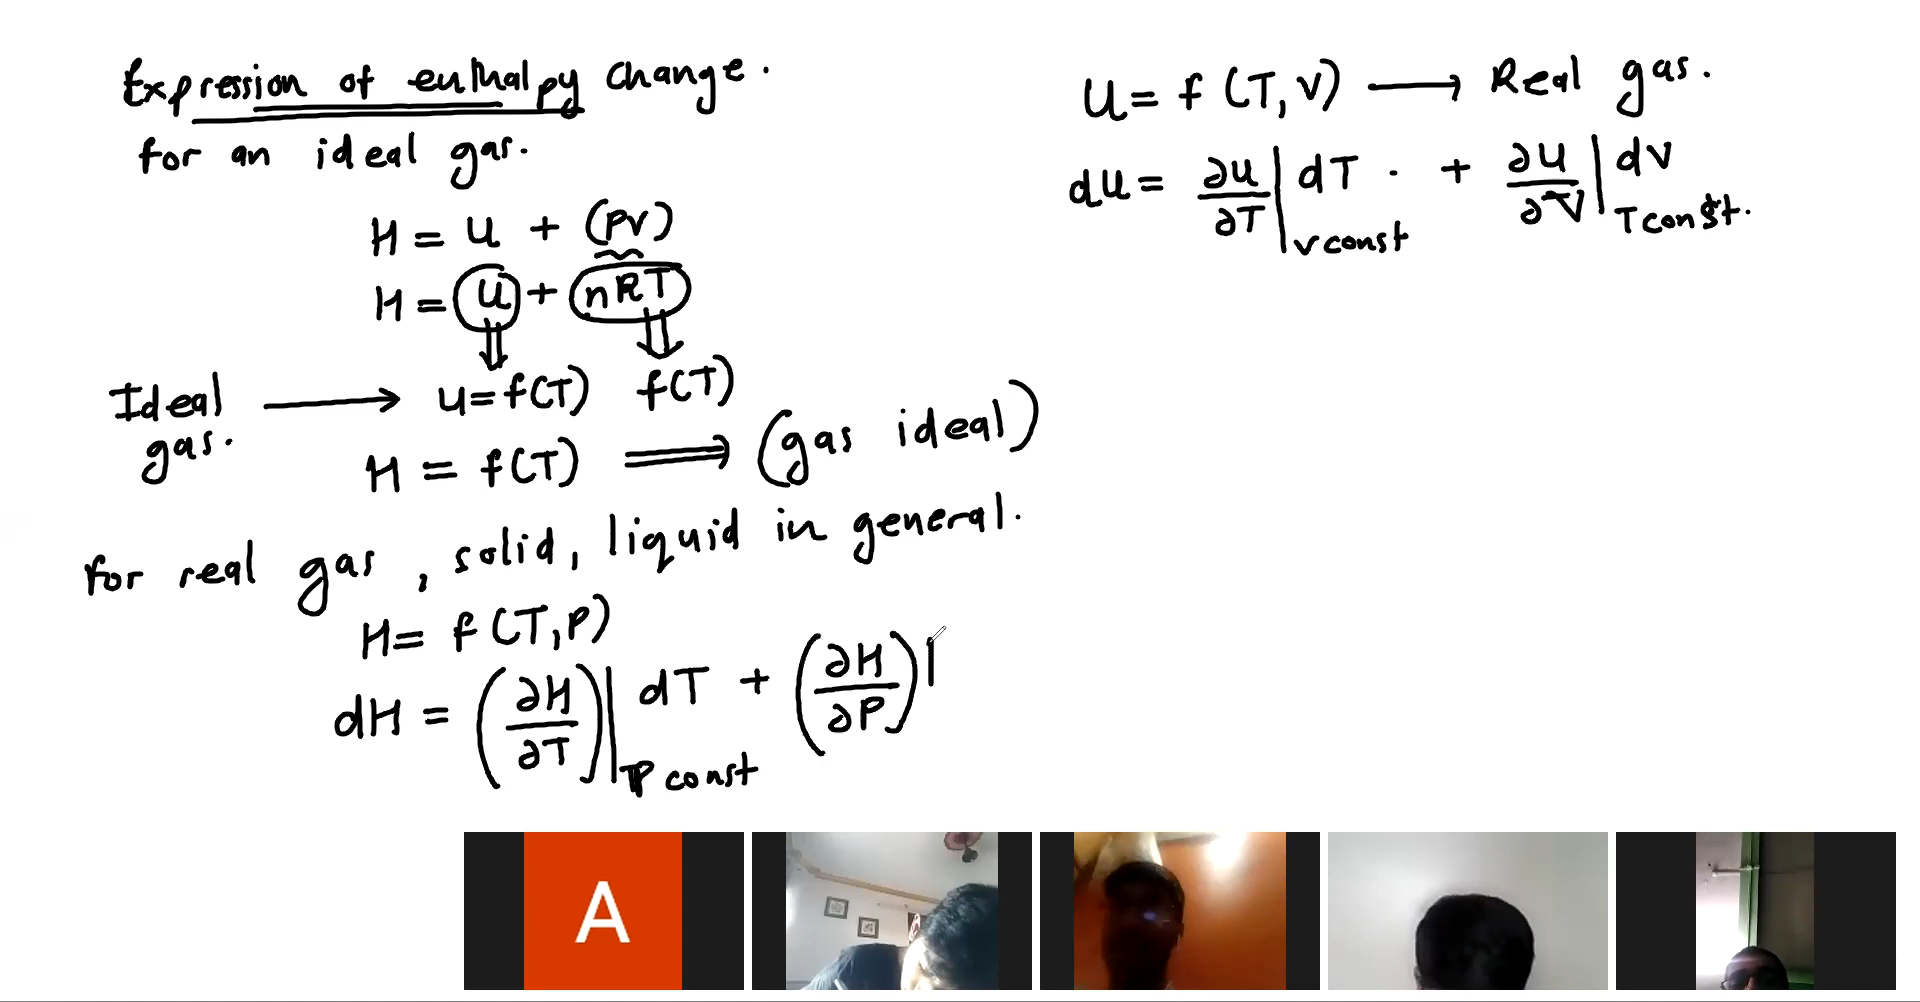 Expression of enthalpy change.
for an ideal gas.
H = U + (PV)
H = U + nRT
Ideal gas. ⟶ U=f(T) f(T)
H = f(T) ⟹ (gas ideal)
for real gas, solid, liquid in general.
H= f(T,P)
dH = (∂H/∂T)|P const dT + (∂H/∂P)|
U= f (T, V) ⟶ Real gas.
dU= ∂U/∂T|V const dT . + ∂U/∂V|T const. dV
A